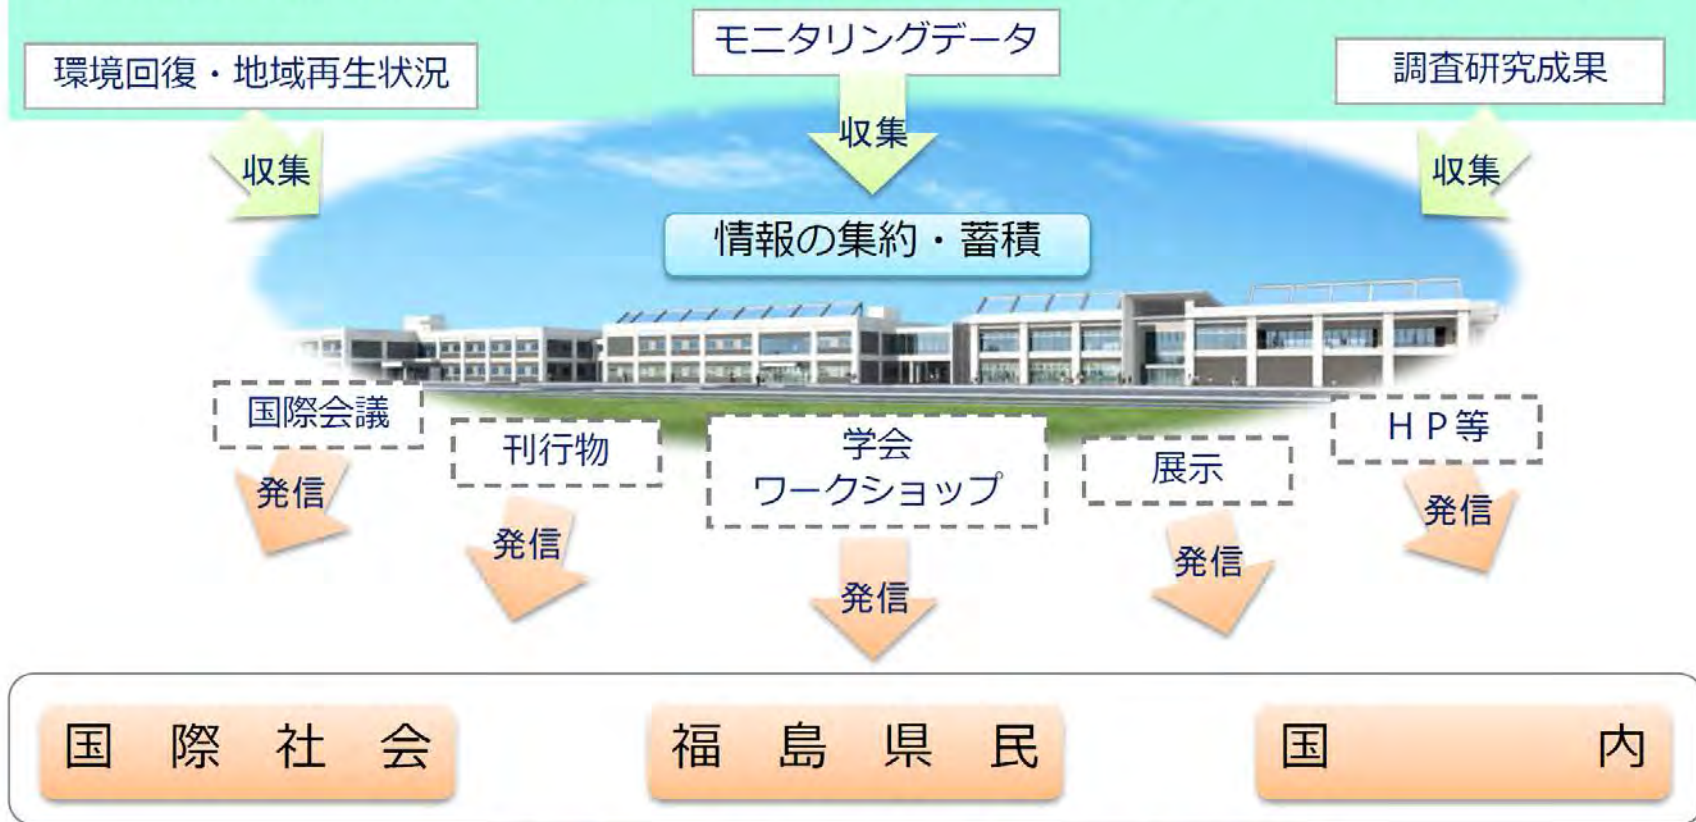 環境回復・地域再生状況
モニタリングデータ
調査研究成果
収集
収集
収集
情報の集約・蓄積
国際会議
刊行物
学会
ワークショップ
展示
ＨＰ等
発信
発信
発信
発信
発信
国際社会
福島県民
国内